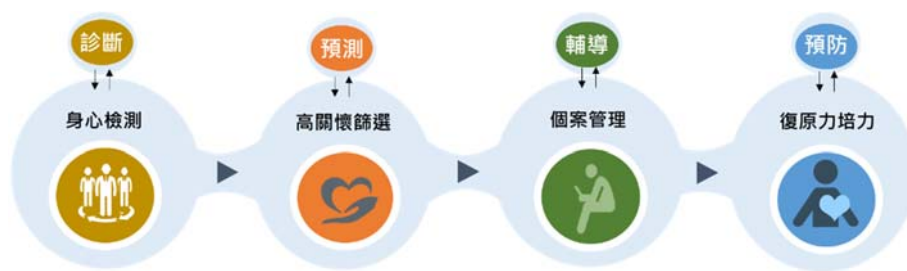 診斷
預測
輔導
預防
身心檢測
高關懷篩選
個案管理
復原力培力